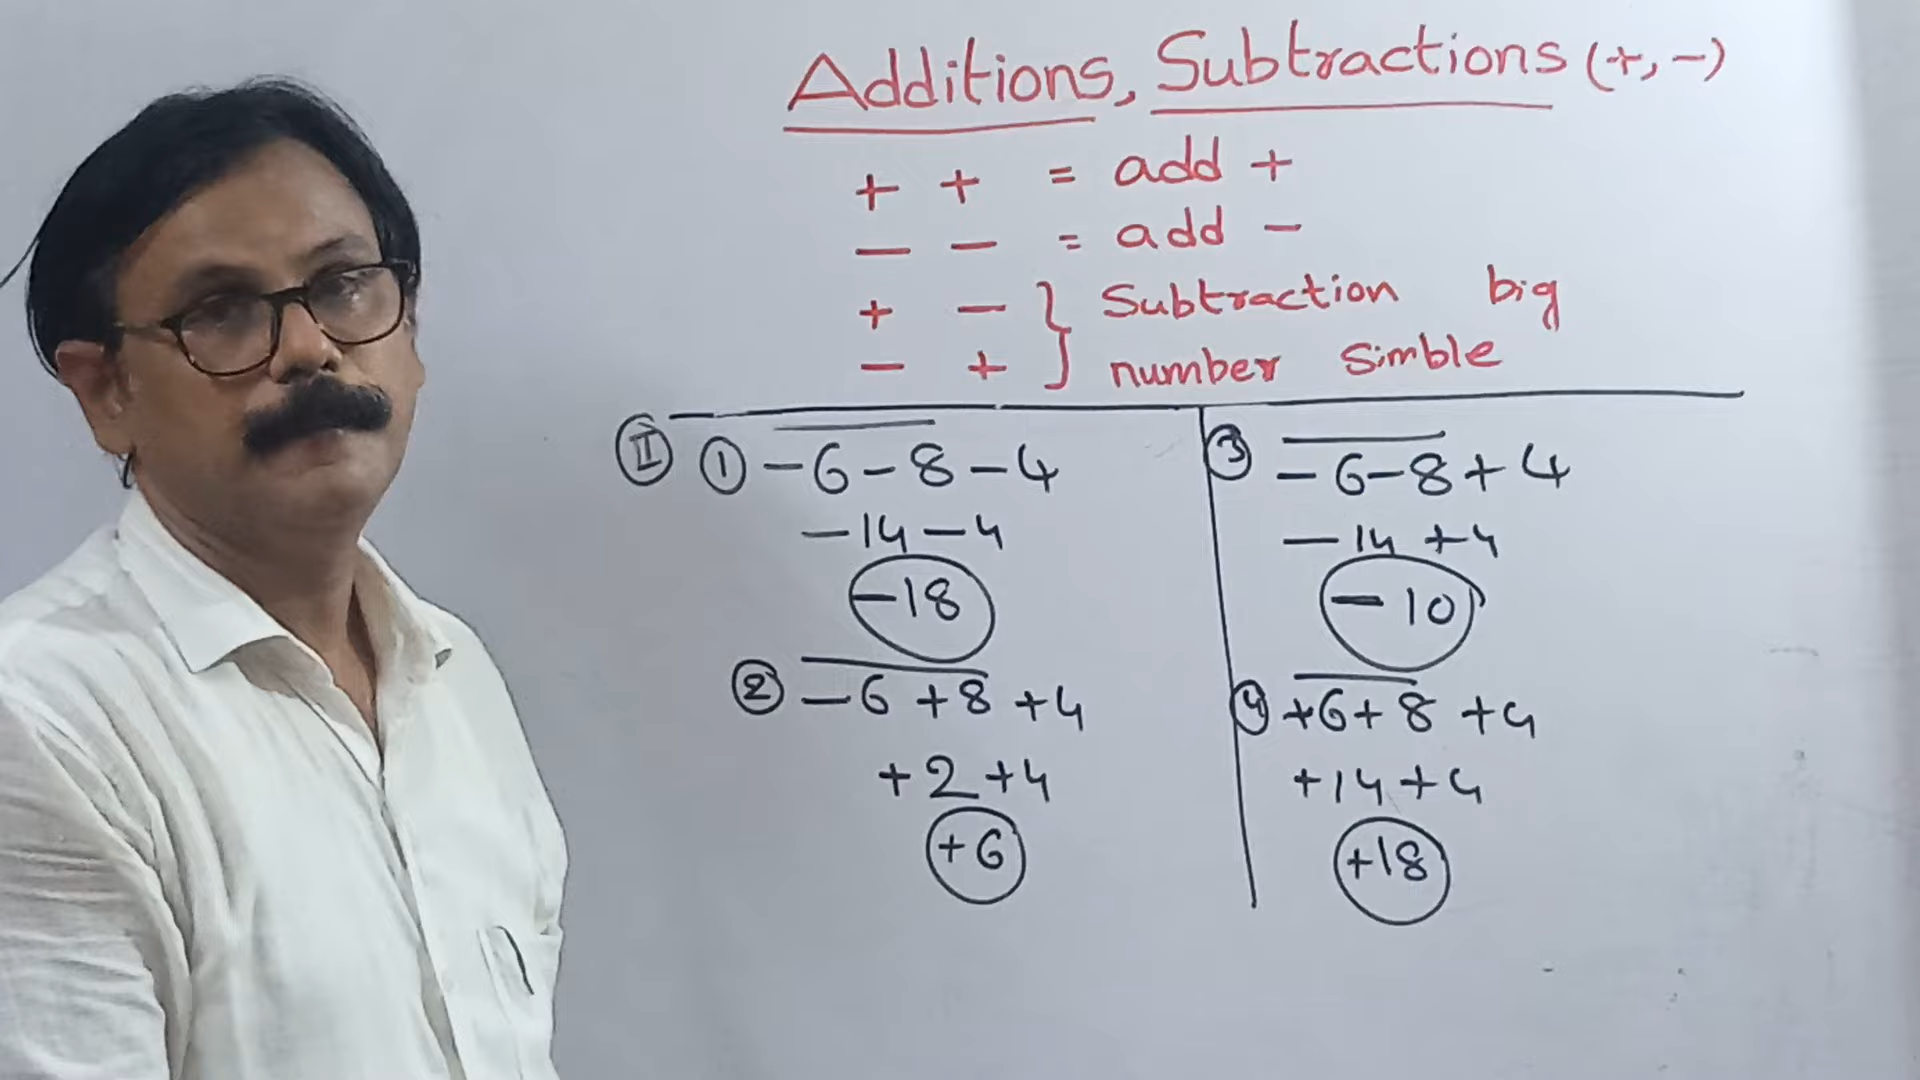 Additions, Subtractions (+, -)
+ + = add +
- - = add -
+ - } Subtraction big
- + number Simble
II 1 -6-8-4
-14-4
-18
2 -6+8+4
+2+4
+6
3 -6-8+4
-14+4
-10
4 +6+8+4
+14+4
+18